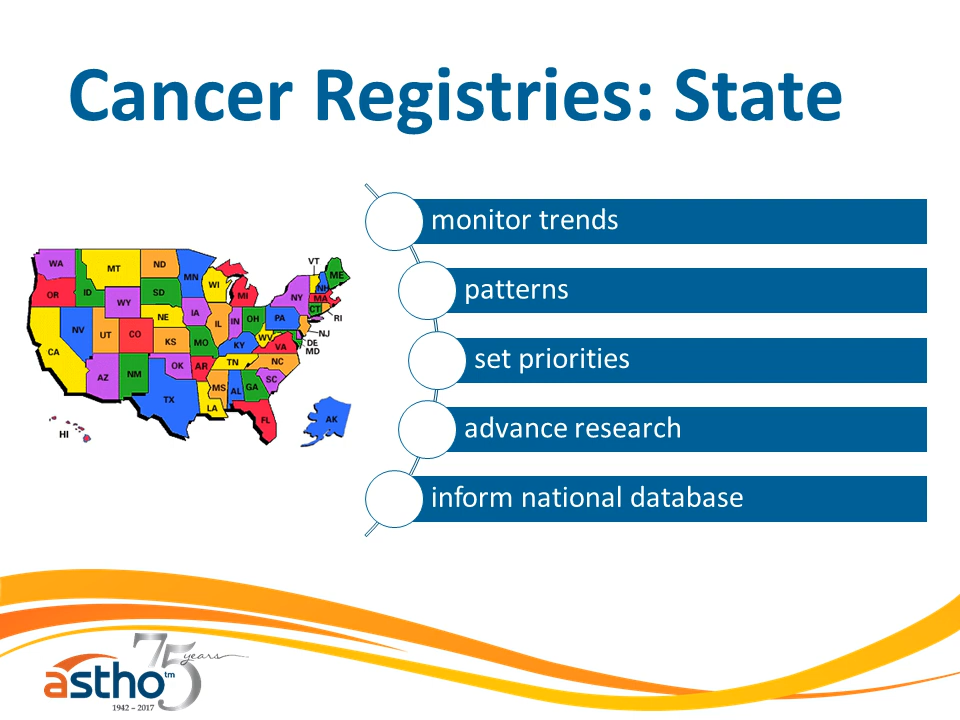 Cancer Registries: State
monitor trends
patterns
set priorities
advance research
inform national database
WA
MT
ND
MN
VT
ME
OR
ID
SD
WI
MI
NY
NH
MA
CT
RI
WY
NE
IA
IL
IN
OH
PA
NJ
DE
MD
NV
UT
CO
KS
MO
KY
WV
VA
CA
AZ
NM
OK
AR
TN
NC
SC
TX
LA
MS
AL
GA
FL
AK
HI
75 years
astho tm
1942 – 2017